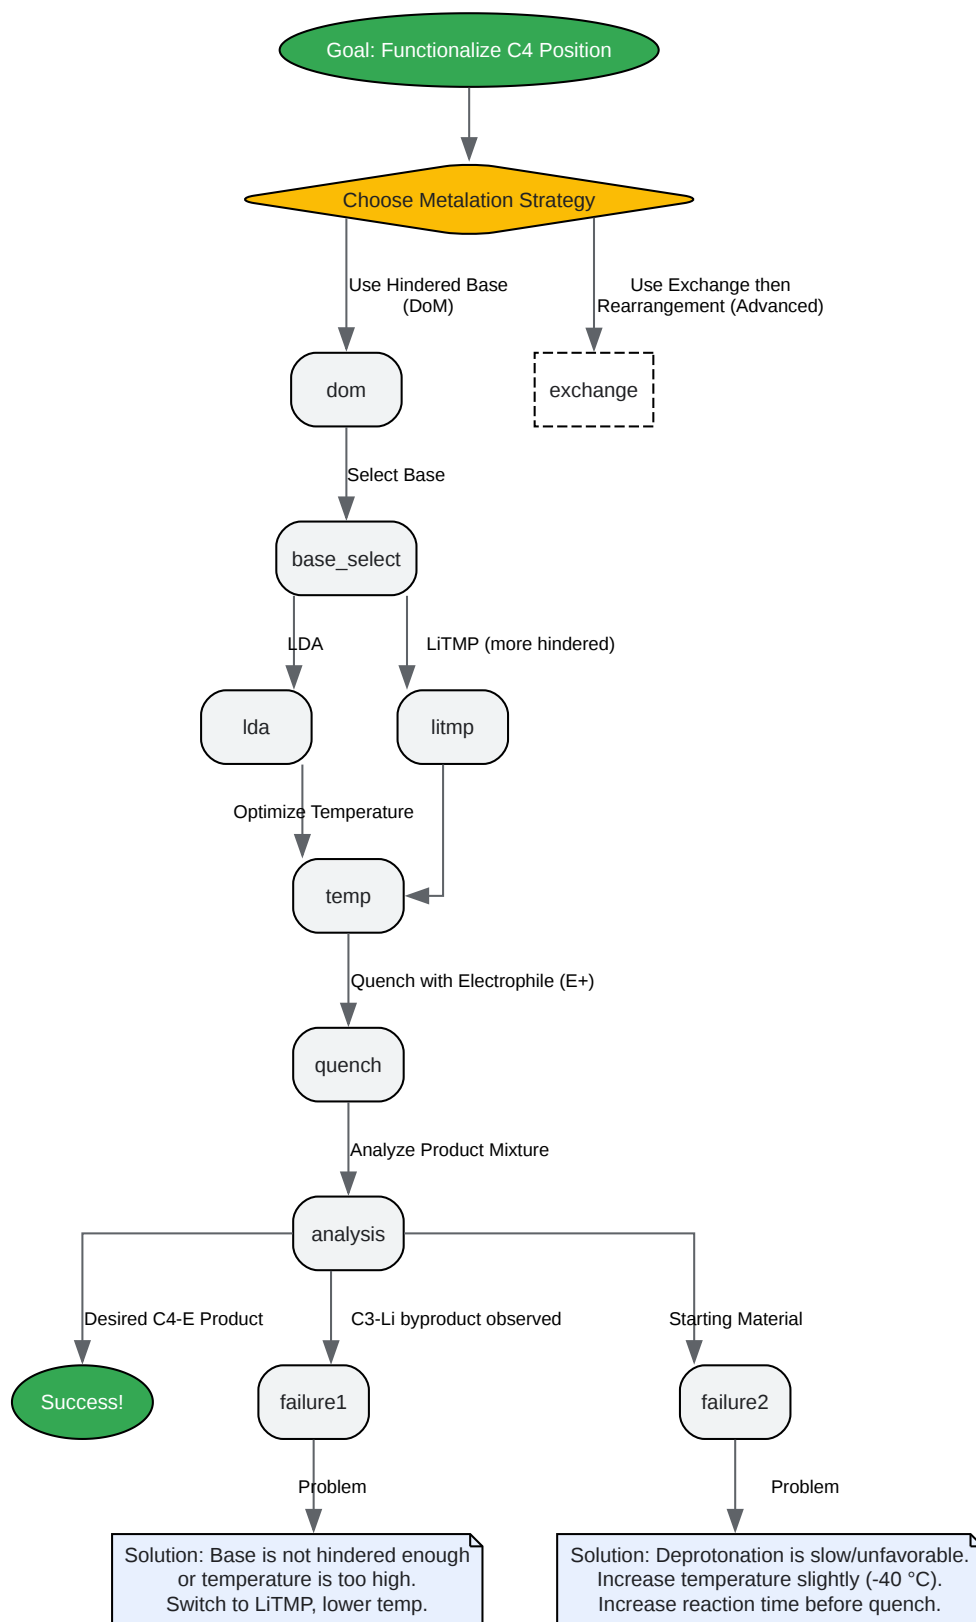 Goal: Functionalize C4 Position
Choose Metalation Strategy
Use Hindered Base
(DoM)
Use Exchange then
Rearrangement (Advanced)
dom
exchange
Select Base
base_select
LDA
LiTMP (more hindered)
lda
litmp
Optimize Temperature
temp
Quench with Electrophile (E+)
quench
Analyze Product Mixture
analysis
Desired C4-E Product
C3-Li byproduct observed
Starting Material
Success!
failure1
failure2
Problem
Problem
Solution: Base is not hindered enough
or temperature is too high.
Switch to LiTMP, lower temp.
Solution: Deprotonation is slow/unfavorable.
Increase temperature slightly (-40 °C).
Increase reaction time before quench.